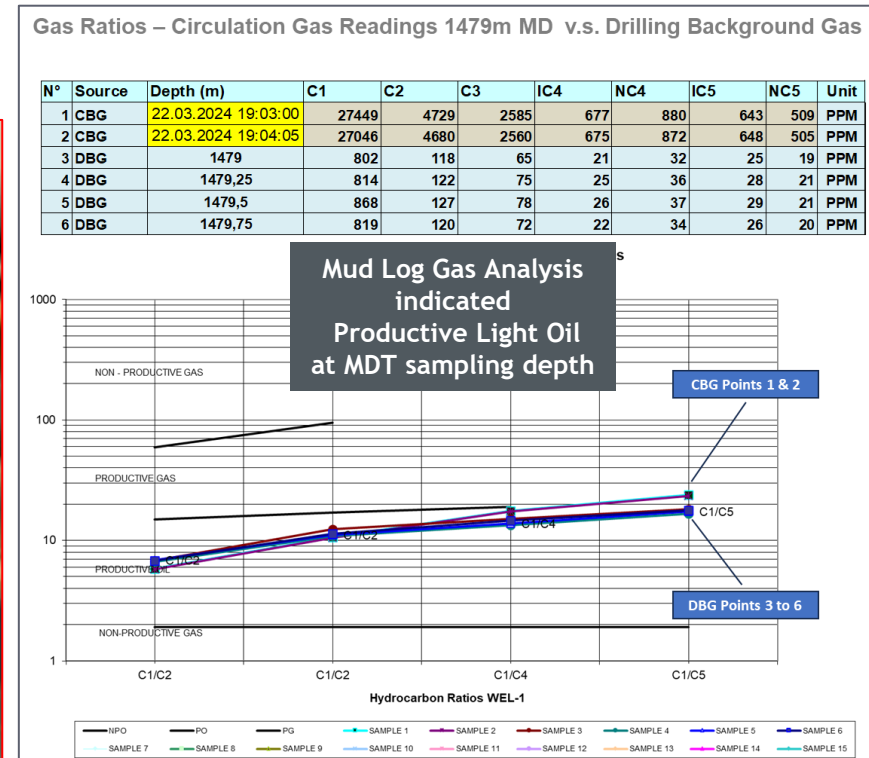 Gas Ratios – Circulation Gas Readings 1479m MD v.s. Drilling Background Gas
N° Source Depth (m) C1 C2 C3 IC4 NC4 IC5 NC5 Unit
1 CBG 22.03.2024 19:03:00 27449 4729 2585 677 880 643 509 PPM
2 CBG 22.03.2024 19:04:05 27046 4680 2560 675 872 648 505 PPM
3 DBG 1479 802 118 65 21 32 25 19 PPM
4 DBG 1479,25 814 122 75 25 36 28 21 PPM
5 DBG 1479,5 868 127 78 26 37 29 21 PPM
6 DBG 1479,75 819 120 72 22 34 26 20 PPM
s
Mud Log Gas Analysis
indicated
Productive Light Oil
at MDT sampling depth
1000
NON - PRODUCTIVE GAS
CBG Points 1 & 2
100
PRODUCTIVE GAS
C1/C5
C1/C4
C1/C2
10
C1/C2
PRODUCTIVE OIL
DBG Points 3 to 6
NON-PRODUCTIVE GAS
1
C1/C2 C1/C2 C1/C4 C1/C5
Hydrocarbon Ratios WEL-1
NPO PO PG SAMPLE 1 SAMPLE 2 SAMPLE 3 SAMPLE 4 SAMPLE 5 SAMPLE 6
SAMPLE 7 SAMPLE 8 SAMPLE 9 SAMPLE 10 SAMPLE 11 SAMPLE 12 SAMPLE 13 SAMPLE 14 SAMPLE 15